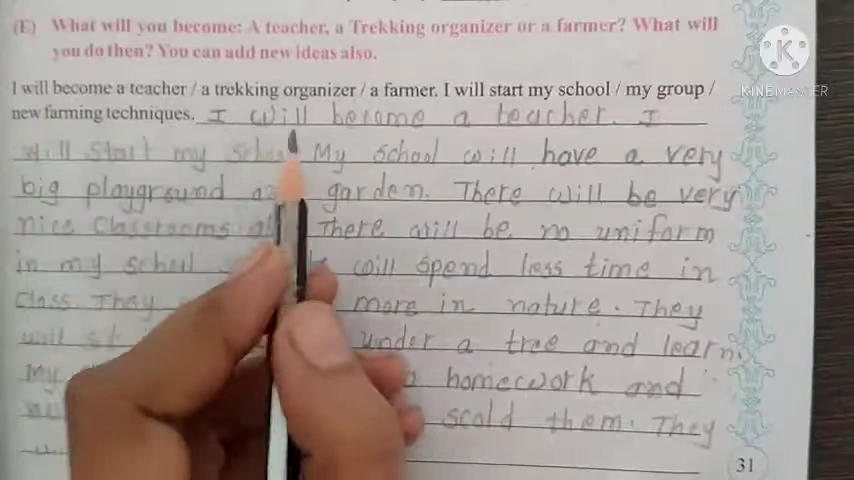 (E) What will you become: A teacher, a Trekking organizer or a farmer? What will
you do then? You can add new ideas also.
I will become a teacher / a trekking organizer / a farmer. I will start my school / my group /
new farming techniques. I will become a teacher. I
will start my My school will have a very
big playground garden. There will be very
nice classrooms There will be no uniform
in my school will spend less time in
class They more in nature. They
will under a tree and learn.
My homework and
scold them. They
31
K
KINEMASTER